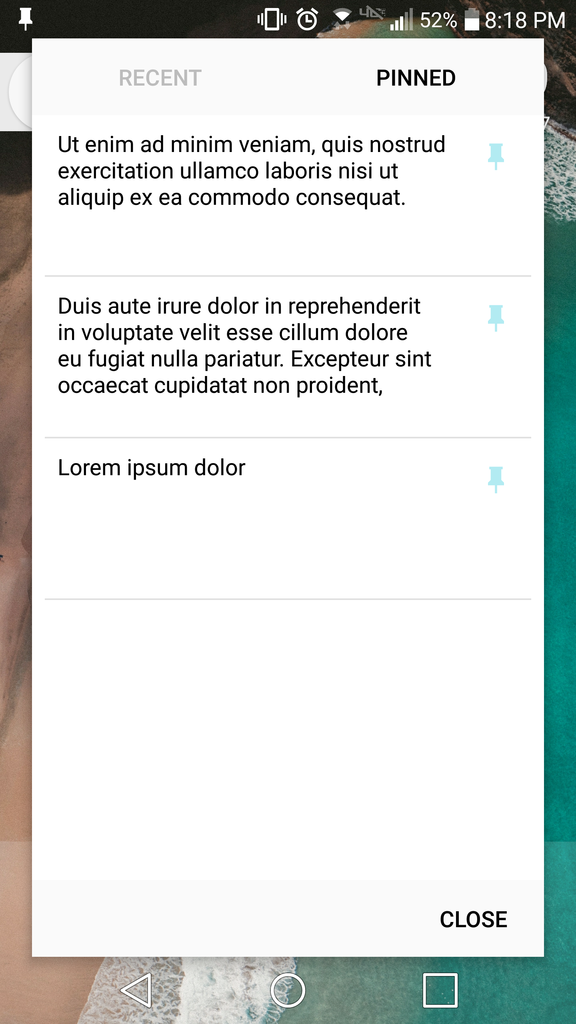 52% 8:18 PM
RECENT PINNED
Ut enim ad minim veniam, quis nostrud
exercitation ullamco laboris nisi ut
aliquip ex ea commodo consequat.
Duis aute irure dolor in reprehenderit
in voluptate velit esse cillum dolore
eu fugiat nulla pariatur. Excepteur sint
occaecat cupidatat non proident,
Lorem ipsum dolor
CLOSE